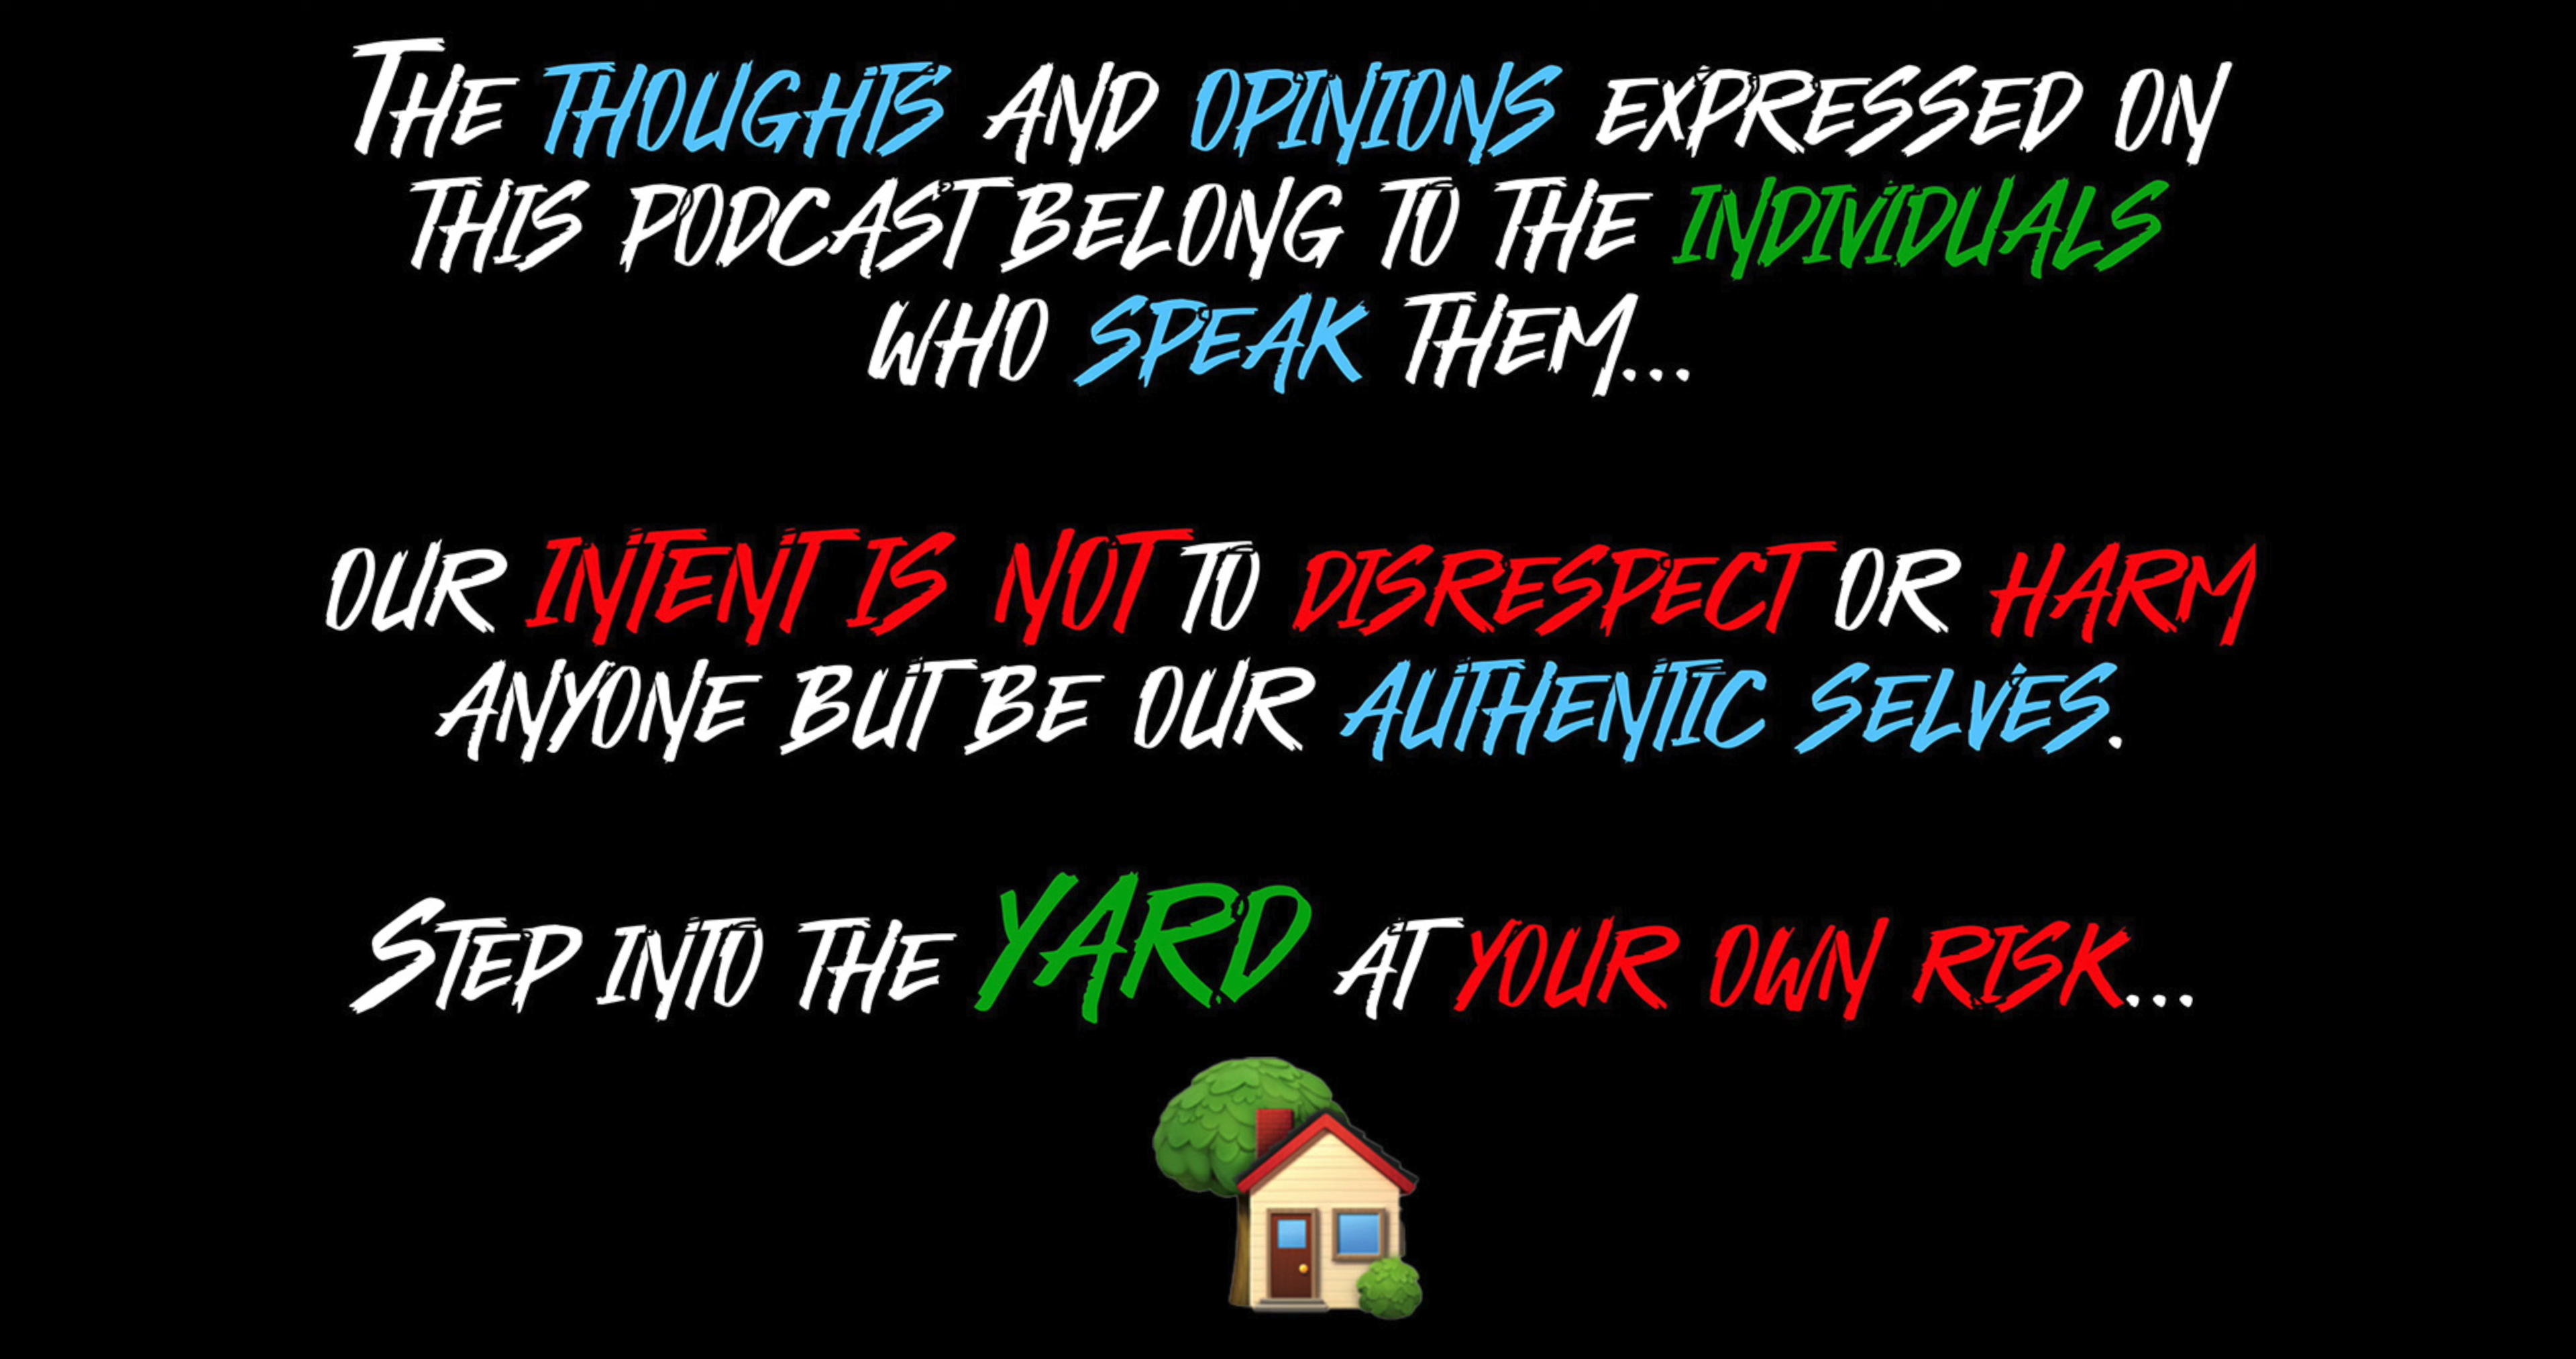 The thoughts and opinions expressed on
this podcast belong to the individuals
who speak them...
our intent is not to disrespect or harm
anyone but be our authentic selves.
Step into the YARD at your own risk...